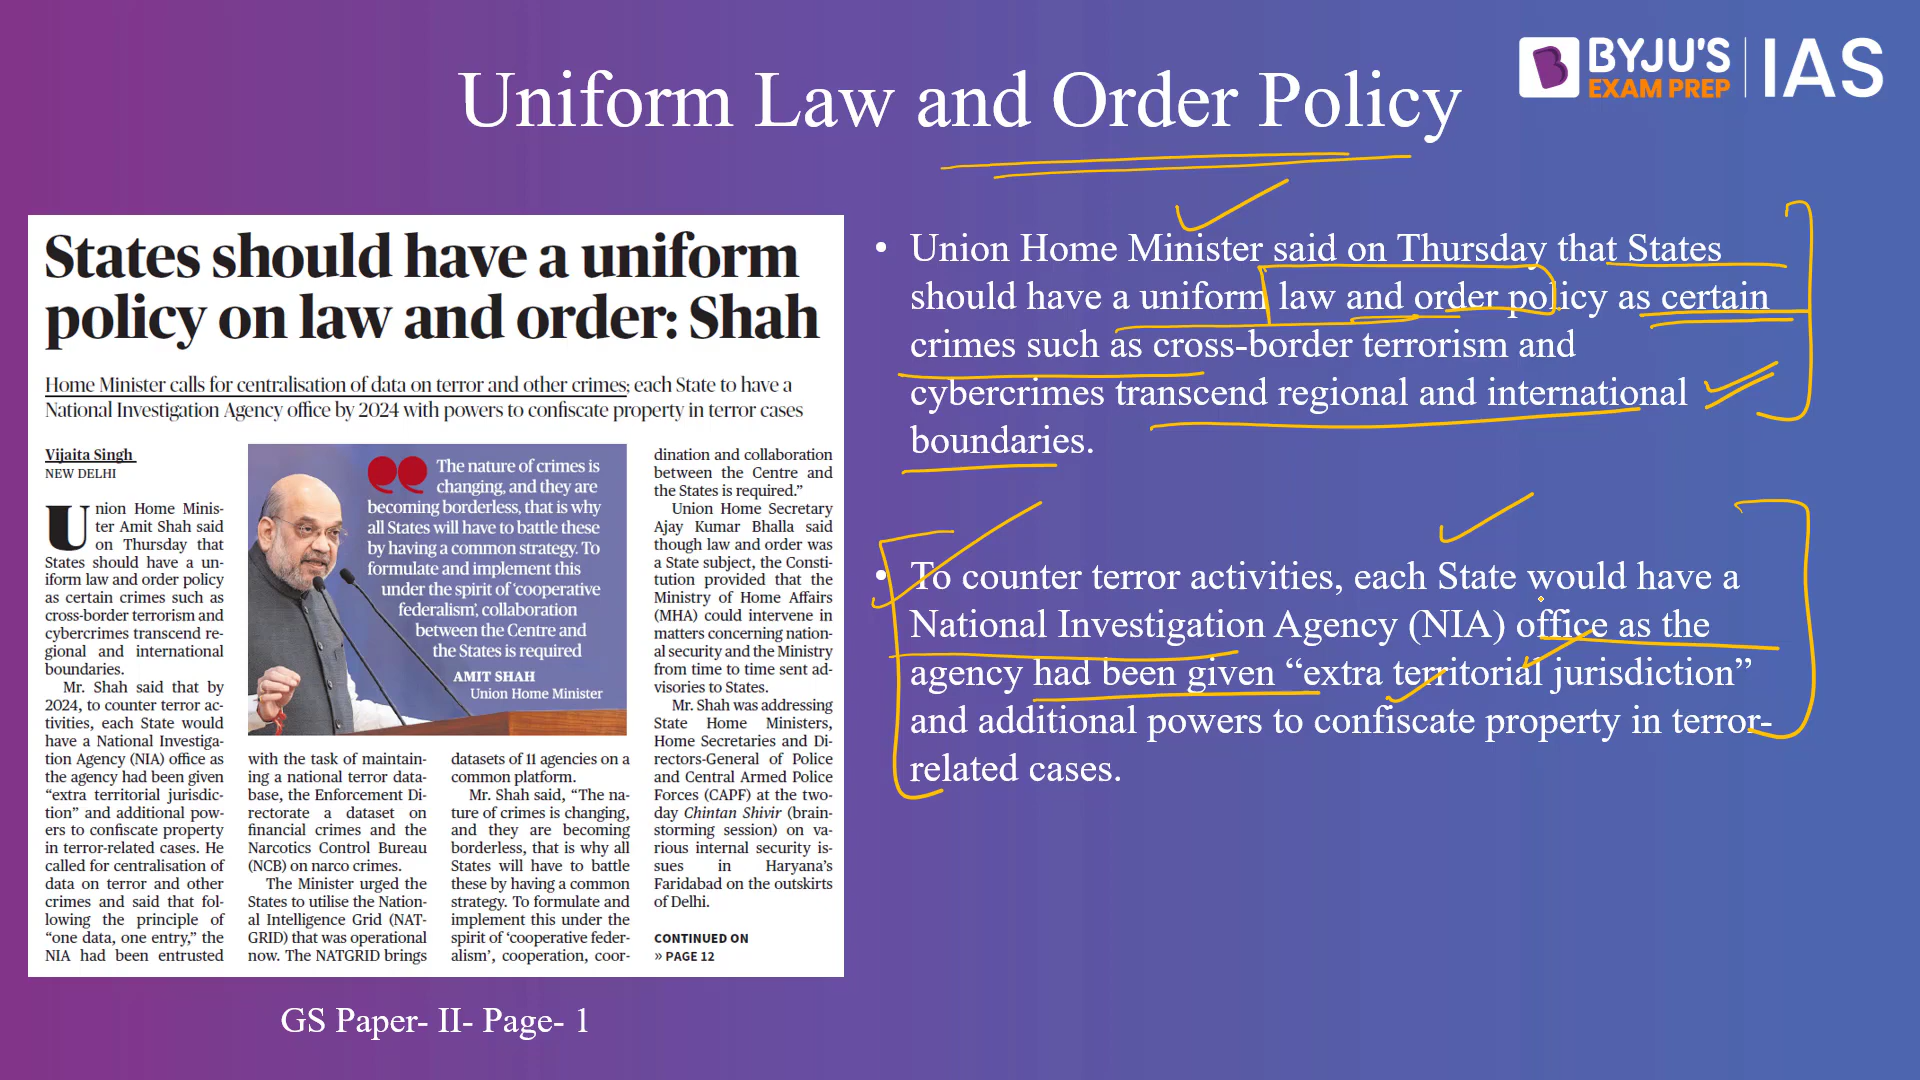 Uniform Law and Order Policy
BYJU'S
EXAM PREP
IAS
States should have a uniform
policy on law and order: Shah
Home Minister calls for centralisation of data on terror and other crimes; each State to have a
National Investigation Agency office by 2024 with powers to confiscate property in terror cases
Vijaita Singh
NEW DELHI
Union Home Minis-
ter Amit Shah said
on Thursday that
States should have a un-
iform law and order policy
as certain crimes such as
cross-border terrorism and
cybercrimes transcend re-
gional and international
boundaries.
Mr. Shah said that by
2024, to counter terror ac-
tivities, each State would
have a National Investiga-
tion Agency (NIA) office as
the agency had been given
“extra territorial jurisdic-
tion” and additional pow-
ers to confiscate property
in terror-related cases. He
called for centralisation of
data on terror and other
crimes and said that fol-
lowing the principle of
“one data, one entry,” the
NIA had been entrusted
The nature of crimes is
changing, and they are
becoming borderless, that is why
all States will have to battle these
by having a common strategy. To
formulate and implement this
under the spirit of ‘cooperative
federalism’, collaboration
between the Centre and
the States is required
AMIT SHAH
Union Home Minister
with the task of maintain-
ing a national terror data-
base, the Enforcement Di-
rectorate a dataset on
financial crimes and the
Narcotics Control Bureau
(NCB) on narco crimes.
The Minister urged the
States to utilise the Nation-
al Intelligence Grid (NAT-
GRID) that was operational
now. The NATGRID brings
datasets of 11 agencies on a
common platform.
Mr. Shah said, “The na-
ture of crimes is changing,
and they are becoming
borderless, that is why all
States will have to battle
these by having a common
strategy. To formulate and
implement this under the
spirit of ‘cooperative feder-
alism’, cooperation, coor-
dination and collaboration
between the Centre and
the States is required.”
Union Home Secretary
Ajay Kumar Bhalla said
though law and order was
a State subject, the Consti-
tution provided that the
Ministry of Home Affairs
(MHA) could intervene in
matters concerning nation-
al security and the Ministry
from time to time sent ad-
visories to States.
Mr. Shah was addressing
State Home Ministers,
Home Secretaries and Di-
rectors-General of Police
and Central Armed Police
Forces (CAPF) at the two-
day Chintan Shivir (brain-
storming session) on va-
rious internal security is-
sues in Haryana’s
Faridabad on the outskirts
of Delhi.
CONTINUED ON
» PAGE 12
GS Paper- II- Page- 1
• Union Home Minister said on Thursday that States
should have a uniform law and order policy as certain
crimes such as cross-border terrorism and
cybercrimes transcend regional and international
boundaries.
• To counter terror activities, each State would have a
National Investigation Agency (NIA) office as the
agency had been given “extra territorial jurisdiction”
and additional powers to confiscate property in terror-
related cases.